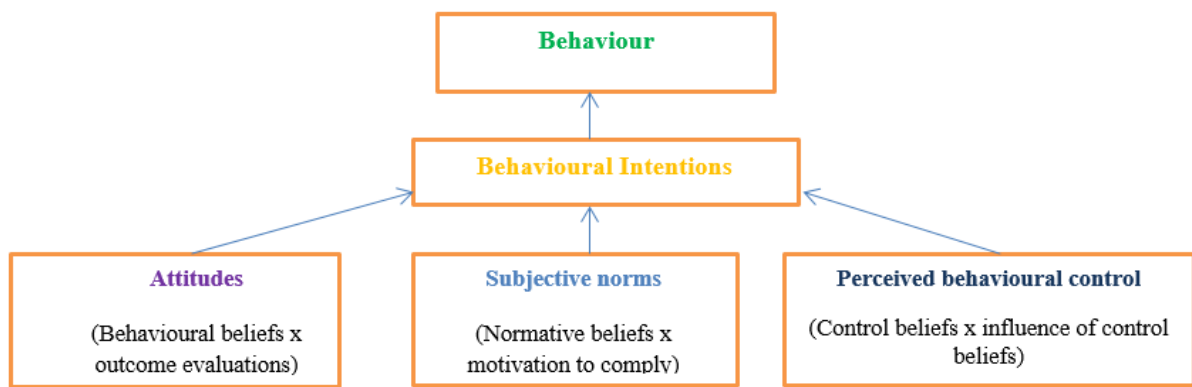 Behaviour
Behavioural Intentions
Attitudes
(Behavioural beliefs x
outcome evaluations)
Subjective norms
(Normative beliefs x
motivation to comply)
Perceived behavioural control
(Control beliefs x influence of control
beliefs)